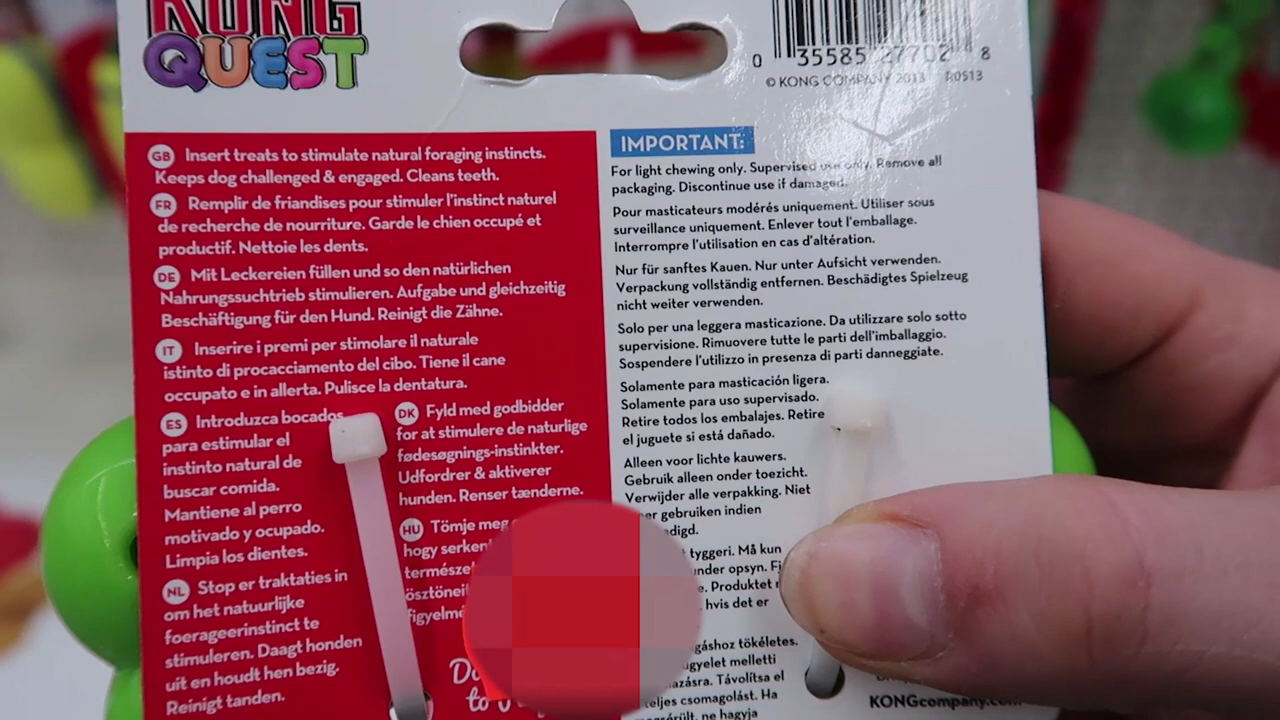 KONG
QUEST
0 35585 27702 8
© KONG COMPANY 2013 R0513
GB Insert treats to stimulate natural foraging instincts.
Keeps dog challenged & engaged. Cleans teeth.
FR Remplir de friandises pour stimuler l'instinct naturel
de recherche de nourriture. Garde le chien occupé et
productif. Nettoie les dents.
DE Mit Leckereien füllen und so den natürlichen
Nahrungssuchtrieb stimulieren. Aufgabe und gleichzeitig
Beschäftigung für den Hund. Reinigt die Zähne.
IT Inserire i premi per stimolare il naturale
istinto di procacciamento del cibo. Tiene il cane
occupato e in allerta. Pulisce la dentatura.
ES Introduzca bocados
para estimular el
instinto natural de
buscar comida.
Mantiene al perro
motivado y ocupado.
Limpia los dientes.
NL Stop er traktaties in
om het natuurlijke
foerageerinstinct te
stimuleren. Daagt honden
uit en houdt hen bezig.
Reinigt tanden.
DK Fyld med godbidder
for at stimulere de naturlige
fødesøgnings-instinkter.
Udfordrer & aktiverer
hunden. Renser tænderne.
HU Tömje meg
hogy
IMPORTANT:
For light chewing only. Supervised use only. Remove all
packaging. Discontinue use if damaged.
Pour masticateurs modérés uniquement. Utiliser sous
surveillance uniquement. Enlever tout l'emballage.
Interrompre l'utilisation en cas d'altération.
Nur für sanftes Kauen. Nur unter Aufsicht verwenden.
Verpackung vollständig entfernen. Beschädigtes Spielzeug
nicht weiter verwenden.
Solo per una leggera masticazione. Da utilizzare solo sotto
supervisione. Rimuovere tutte le parti dell'imballaggio.
Sospendere l'utilizzo in presenza di parti danneggiate.
Solamente para masticación ligera.
Solamente para uso supervisado.
Retire todos los embalajes. Retire
el juguete si está dañado.
Alleen voor lichte kauwers.
Gebruik alleen onder toezicht.
Verwijder alle verpakking. Niet
gebruiken indien
tyggeri. Må kun
under opsyn.
Produktet
hvis det er
tökéletes.
melletti
Távolítsa el
csomagolást. Ha
ne hagyja
KONGcompany.com